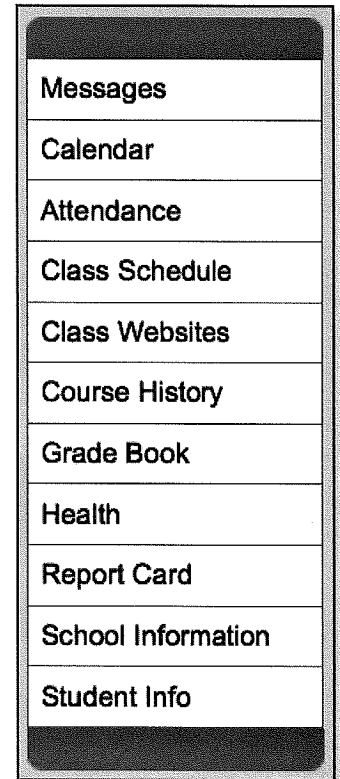 Messages
Calendar
Attendance
Class Schedule
Class Websites
Course History
Grade Book
Health
Report Card
School Information
Student Info